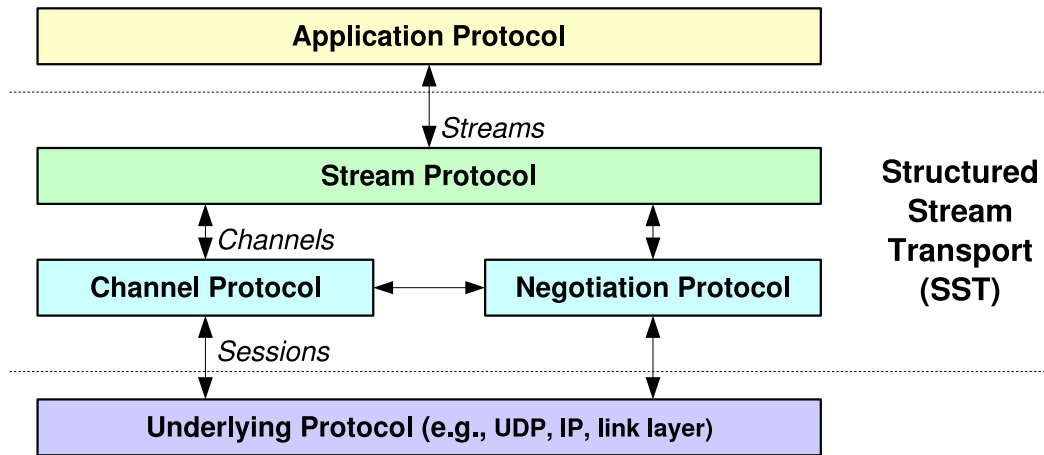 Application Protocol
Streams
Stream Protocol
Structured
Stream
Transport
(SST)
Channels
Channel Protocol
Negotiation Protocol
Sessions
Underlying Protocol (e.g., UDP, IP, link layer)